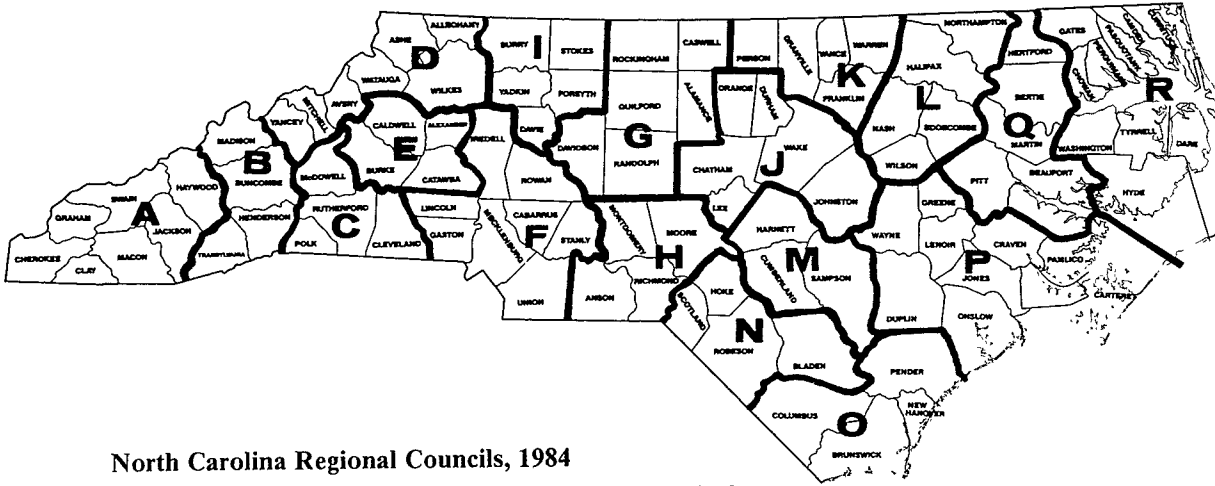 ALLEGHANY
NORTHAMPTON
ASHE
D
SURRY
I
STOKES
ROCKINGHAM
CASWELL
PERSON
GRANVILLE
VANCE
WARREN
K
HERTFORD
GATES
CAMDEN
CURRITUCK
PASQUOTANK
PERQUIMANS
CHOWAN
R
WATAUGA
WILKES
YADKIN
FORSYTH
GUILFORD
G
ALAMANCE
ORANGE
DURHAM
FRANKLIN
HALIFAX
L
NASH
EDGECOMBE
BERTIE
Q
MARTIN
WASHINGTON
TYRRELL
DARE
AVERY
MITCHELL
YANCEY
MADISON
B
BUNCOMBE
CALDWELL
ALEXANDER
E
BURKE
CATAWBA
IREDELL
DAVIE
DAVIDSON
RANDOLPH
CHATHAM
J
WAKE
WILSON
PITT
BEAUFORT
HYDE
HAYWOOD
McDOWELL
ROWAN
LEE
JOHNSTON
GREENE
SWAIN
GRAHAM
A
JACKSON
HENDERSON
RUTHERFORD
C
POLK
CLEVELAND
LINCOLN
GASTON
MECKLENBURG
CABARRUS
F
STANLY
MONTGOMERY
MOORE
H
HARNETT
WAYNE
LENOIR
CRAVEN
P
JONES
PAMLICO
CHEROKEE
CLAY
MACON
TRANSYLVANIA
UNION
ANSON
RICHMOND
SCOTLAND
HOKE
CUMBERLAND
M
SAMPSON
DUPLIN
ONSLOW
CARTERET
N
ROBESON
BLADEN
PENDER
COLUMBUS
O
NEW
HANOVER
BRUNSWICK
North Carolina Regional Councils, 1984